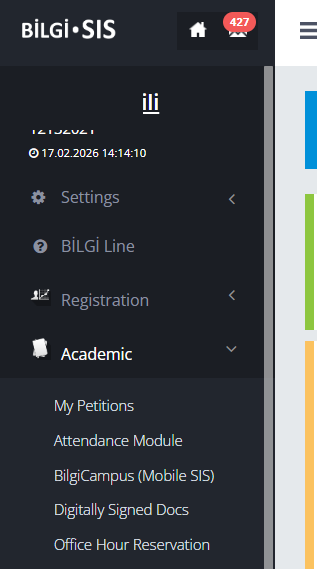 BİLGİ•SIS
427
ili
17.02.2026 14:14:10
Settings
BİLGİ Line
Registration
Academic
My Petitions
Attendance Module
BilgiCampus (Mobile SIS)
Digitally Signed Docs
Office Hour Reservation